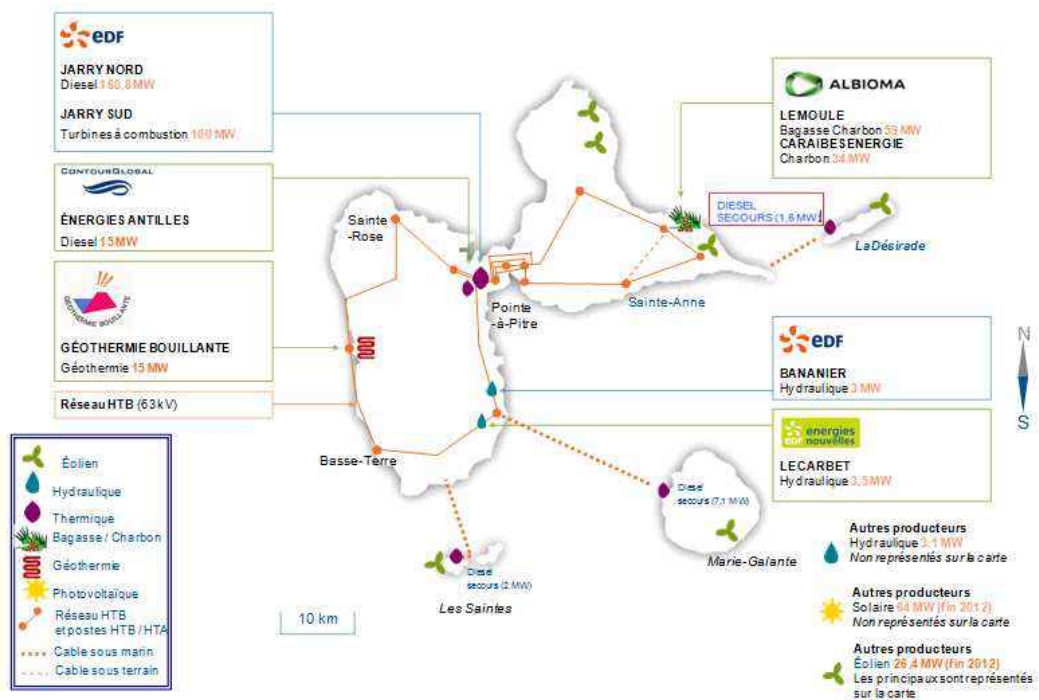 eDF
JARRY NORD
Diesel 160,8 MW
JARRY SUD
Turbines à combustion 100 MW
CONTOURGLOBAL
ÉNERGIES ANTILLES
Diesel 15 MW
GÉOTHERMIE BOUILLANTE
GÉOTHERMIE BOUILLANTE
Géothermie 15 MW
Réseau HTB (63kV)
ALBIOMA
LEMOULE
Bagasse Charbon 59 MW
CARAIBES ENERGIE
Charbon 34 MW
DIESEL
SECOURS (1,6 MW)
La Désirade
Sainte
-Rose
Pointe
-à-Pitre
Sainte-Anne
Basse-Terre
eDF
BANANIER
Hydraulique 3 MW
eDF energies
nouvelles
LECARBET
Hydraulique 3,5 MW
N
S
Diesel
secours (7,1 MW)
Marie-Galante
Diesel
secours (2 MW)
Les Saintes
10 km
Éolien
Hydraulique
Thermique
Bagasse / Charbon
Géothermie
Photovoltaïque
Réseau HTB
et postes HTB / HTA
Cable sous marin
Cable sous terrain
Autres producteurs
Hydraulique 3.1 MW
Non représentés sur la carte
Autres producteurs
Solaire 64 MW (fin 2012)
Non représentés sur la carte
Autres producteurs
Éolien 26,4 MW (fin 2012)
Les principaux sont représentés
sur la carte